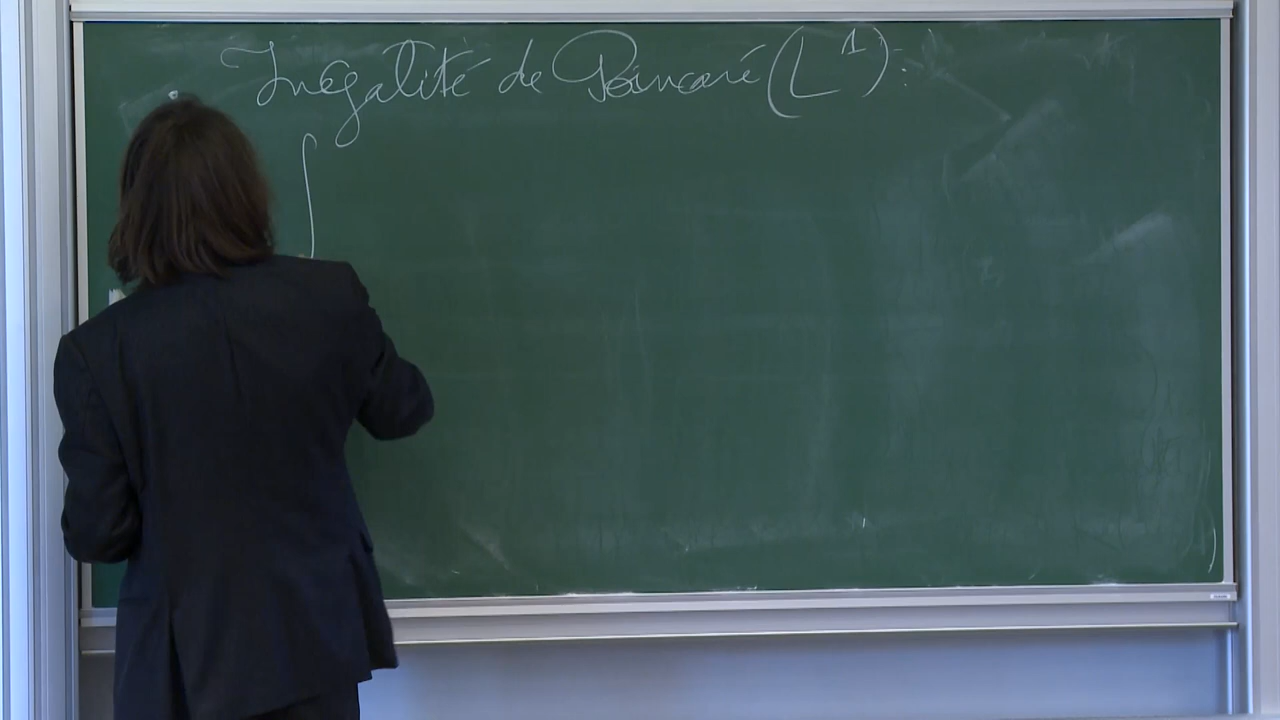 Inégalité de Poincaré (L¹) :
∫